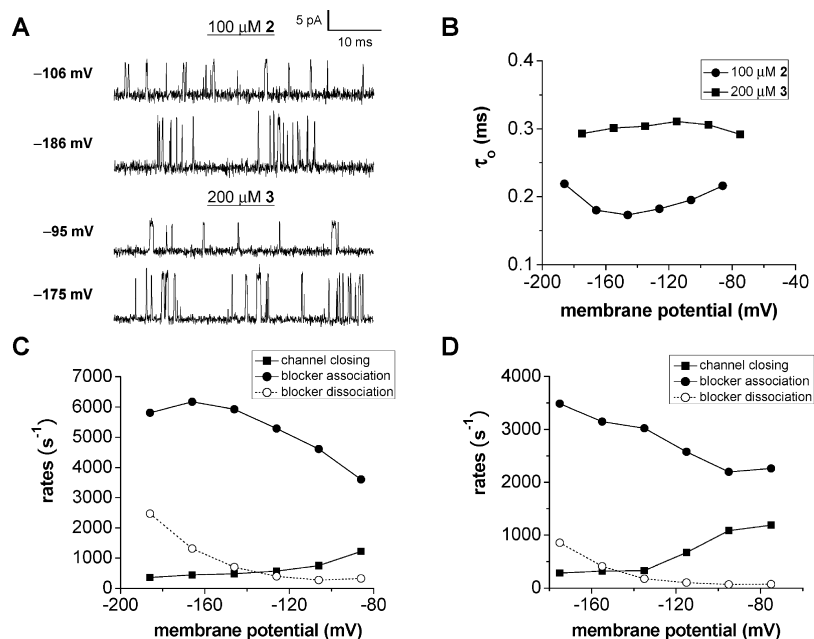 A
100 μM 2
5 pA
10 ms
−106 mV
−186 mV
200 μM 3
−95 mV
−175 mV
B
100 μM 2
200 μM 3
τo (ms)
0.4
0.3
0.2
0.1
-200 -160 -120 -80 -40
membrane potential (mV)
C
channel closing
blocker association
blocker dissociation
rates (s-1)
7000
6000
5000
4000
3000
2000
1000
0
-200 -160 -120 -80
membrane potential (mV)
D
channel closing
blocker association
blocker dissociation
rates (s-1)
4000
3000
2000
1000
0
-160 -120 -80
membrane potential (mV)